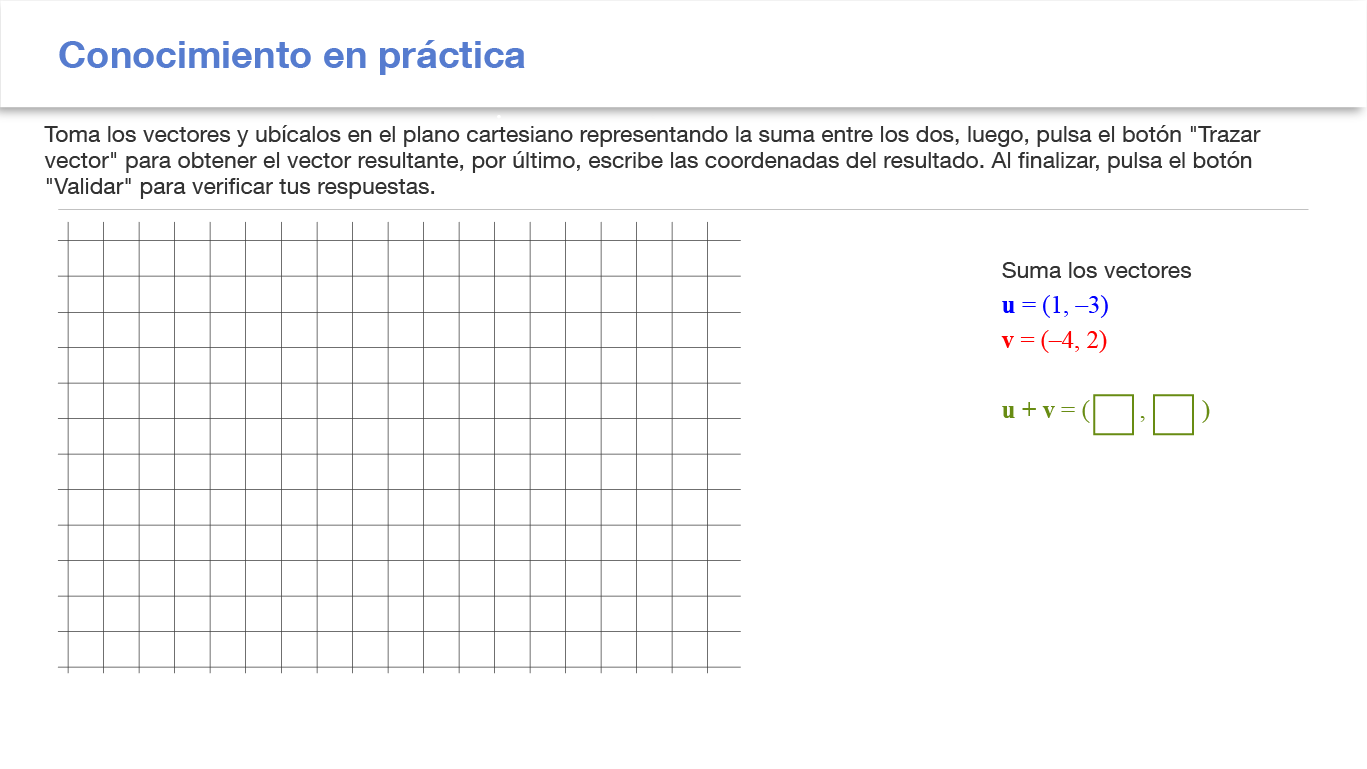 Conocimiento en práctica
Toma los vectores y ubícalos en el plano cartesiano representando la suma entre los dos, luego, pulsa el botón "Trazar
vector" para obtener el vector resultante, por último, escribe las coordenadas del resultado. Al finalizar, pulsa el botón
"Validar" para verificar tus respuestas.
Suma los vectores
u = (1, –3)
v = (–4, 2)
u + v = ( , )